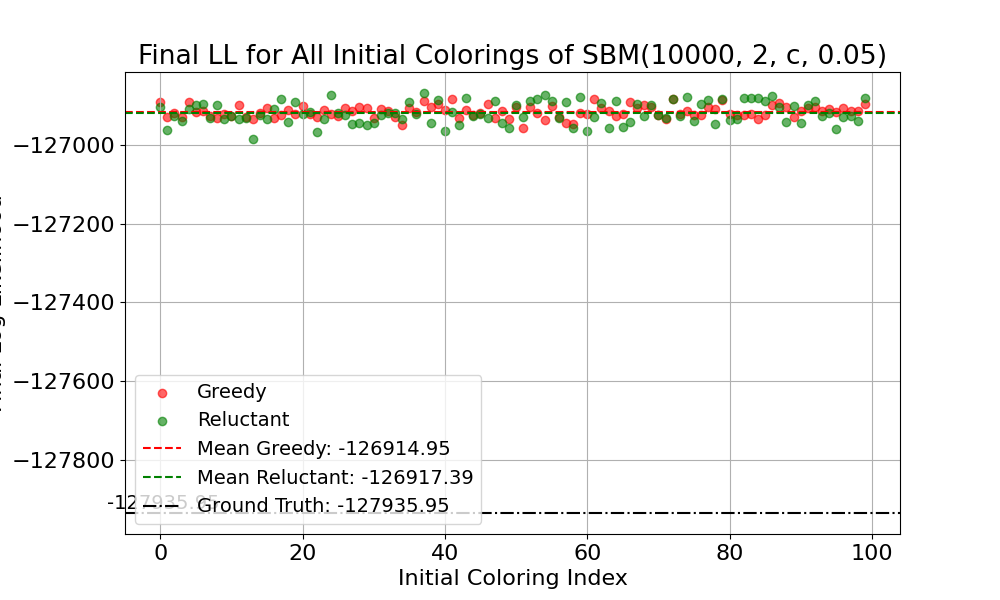 Final LL for All Initial Colorings of SBM(10000, 2, c, 0.05)
−127000
−127200
−127400
−127600
−127800
Greedy
Reluctant
Mean Greedy: -126914.95
Mean Reluctant: -126917.39
Ground Truth: -127935.95
-127935.95
0
20
40
60
80
100
Initial Coloring Index